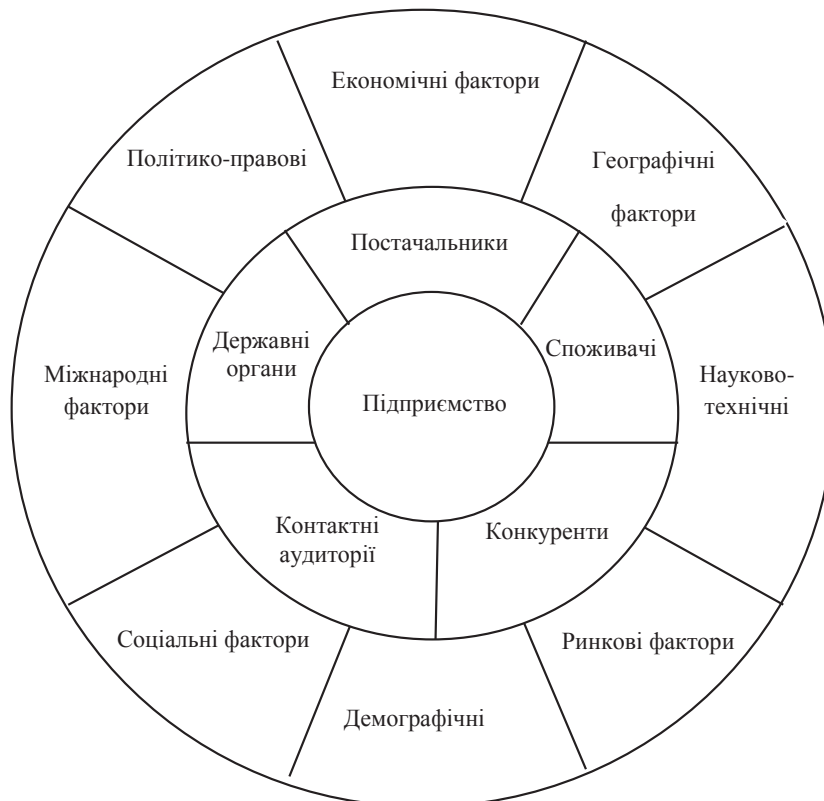 Економічні фактори
Політико-правові
Географічні
фактори
Постачальники
Державні
органи
Споживачі
Міжнародні
фактори
Підприємство
Науково-
технічні
Контактні
аудиторії
Конкуренти
Соціальні фактори
Ринкові фактори
Демографічні